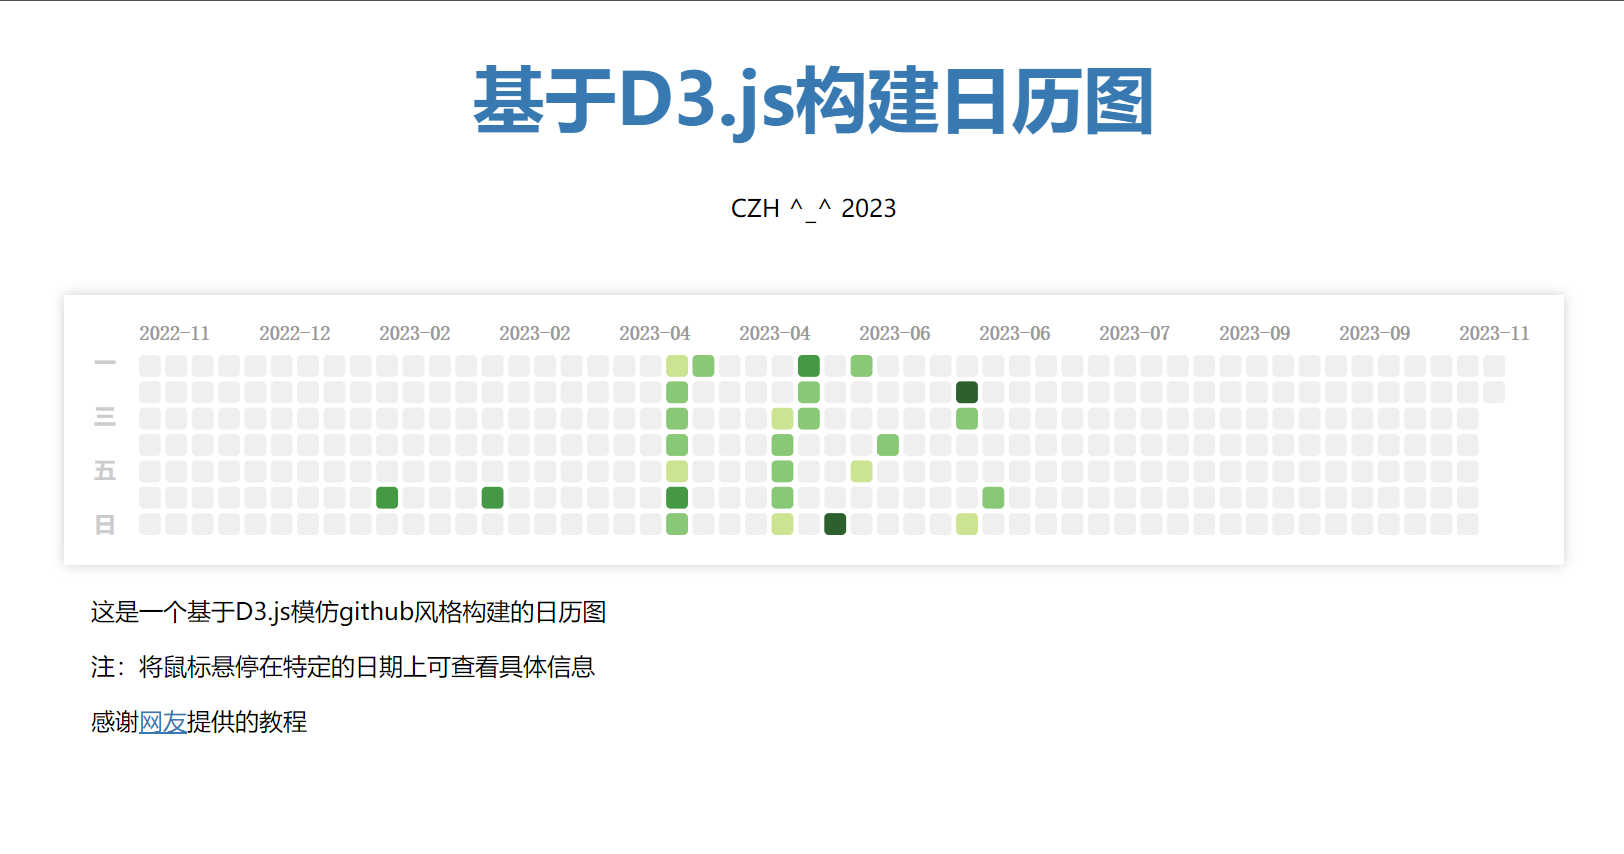 基于D3.js构建日历图
CZH ^_^ 2023
2022-11 2022-12 2023-02 2023-02 2023-04 2023-04 2023-06 2023-06 2023-07 2023-09 2023-09 2023-11
一
三
五
日
这是一个基于D3.js模仿github风格构建的日历图
注：将鼠标悬停在特定的日期上可查看具体信息
感谢网友提供的教程